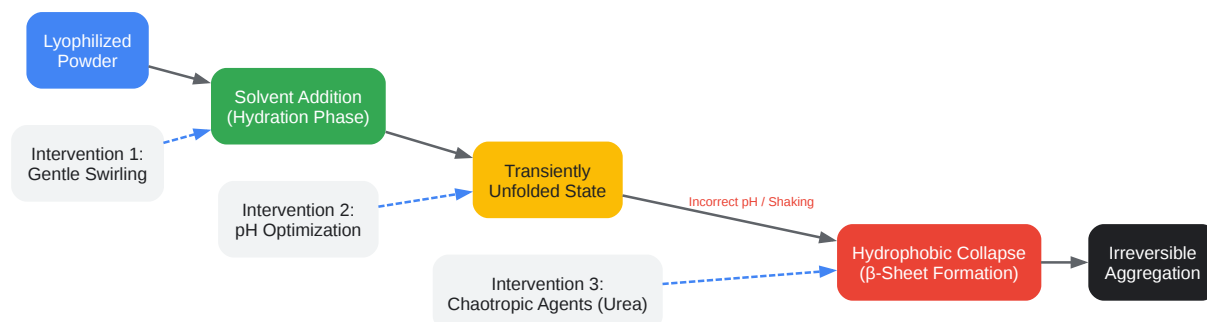 Lyophilized
Powder
Solvent Addition
(Hydration Phase)
Intervention 1:
Gentle Swirling
Transiently
Unfolded State
Intervention 2:
pH Optimization
Incorrect pH / Shaking
Hydrophobic Collapse
(β-Sheet Formation)
Irreversible
Aggregation
Intervention 3:
Chaotropic Agents (Urea)